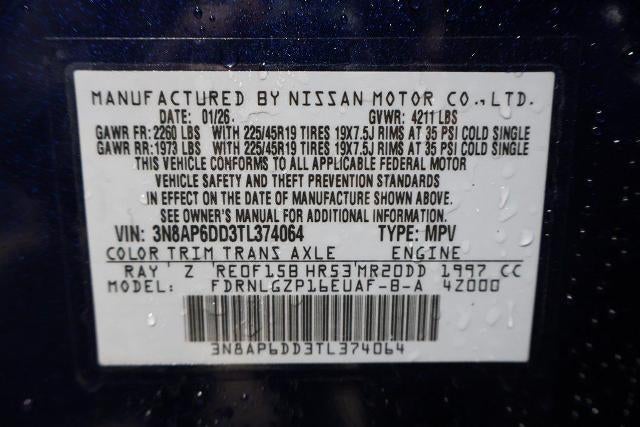 MANUFACTURED BY NISSAN MOTOR CO., LTD.
DATE: 01/26 GVWR: 4211 LBS
GAWR FR: 2260 LBS WITH 225/45R19 TIRES 19X7.5J RIMS AT 35 PSI COLD SINGLE
GAWR RR: 1973 LBS WITH 225/45R19 TIRES 19X7.5J RIMS AT 35 PSI COLD SINGLE
THIS VEHICLE CONFORMS TO ALL APPLICABLE FEDERAL MOTOR
VEHICLE SAFETY AND THEFT PREVENTION STANDARDS
IN EFFECT ON THE DATE OF MANUFACTURE SHOWN ABOVE.
SEE OWNER'S MANUAL FOR ADDITIONAL INFORMATION.
VIN: 3N8AP6DD3TL374064 TYPE: MPV
COLOR TRIM TRANS AXLE ENGINE
RAY Z RE0F15B HR53 MR20DD 1997 CC
MODEL: FDRNLGZP16EUAF-B-A 4Z000
3N8AP6DD3TL374064